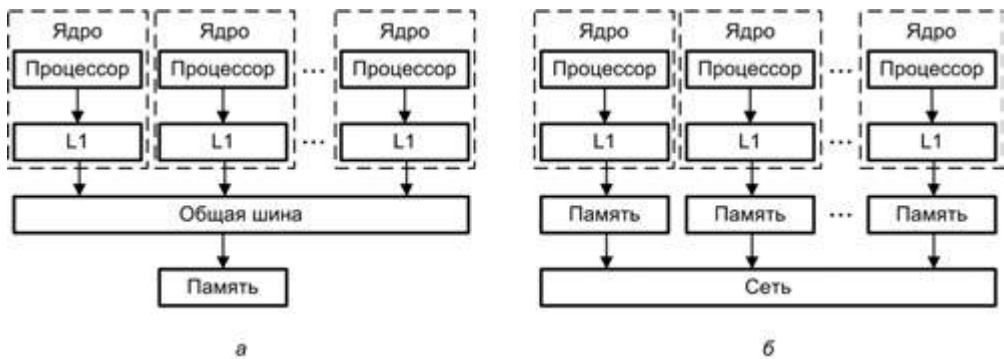 Ядро Ядро Ядро Ядро Ядро Ядро
Процессор Процессор ... Процессор Процессор Процессор ... Процессор
L1 L1 ... L1 L1 L1 ... L1
Общая шина Память Память ... Память
Память Сеть
а б